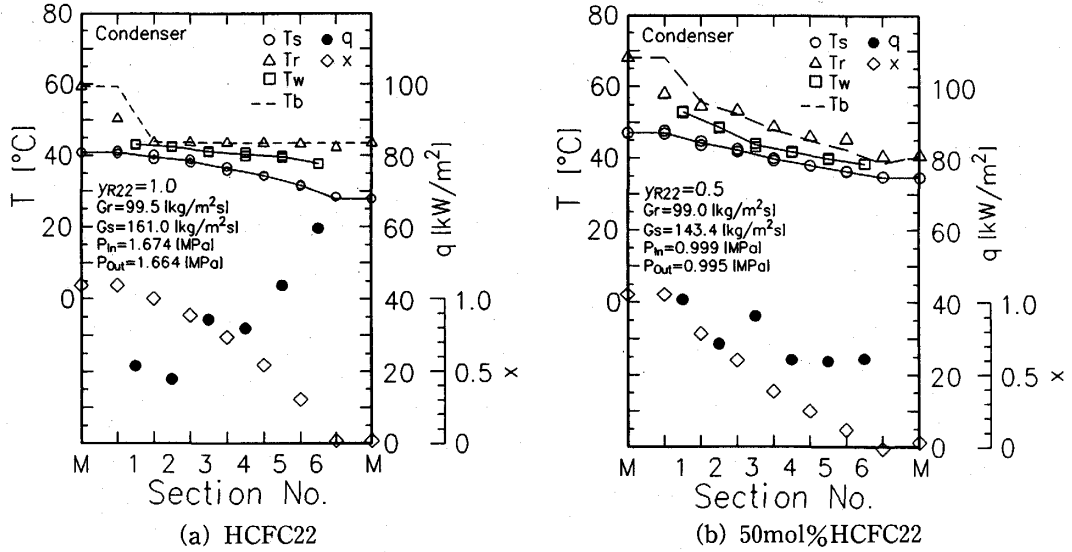 80
60
40
20
0
T [°C]
Condenser
Ts
q
Tr
x
Tw
Tb
yR22=1.0
Gr=99.5 [kg/m²s]
Gs=161.0 [kg/m²s]
PIn=1.674 [MPa]
POut=1.664 [MPa]
100
80
60
40
20
0
q [kW/m²]
1.0
0.5
0
x
M 1 2 3 4 5 6 M
Section No.
(a) HCFC22
80
60
40
20
0
T [°C]
Condenser
Ts
q
Tr
x
Tw
Tb
yR22=0.5
Gr=99.0 [kg/m²s]
Gs=143.4 [kg/m²s]
PIn=0.999 [MPa]
POut=0.995 [MPa]
100
80
60
40
20
0
q [kW/m²]
1.0
0.5
0
x
M 1 2 3 4 5 6 M
Section No.
(b) 50mol%HCFC22